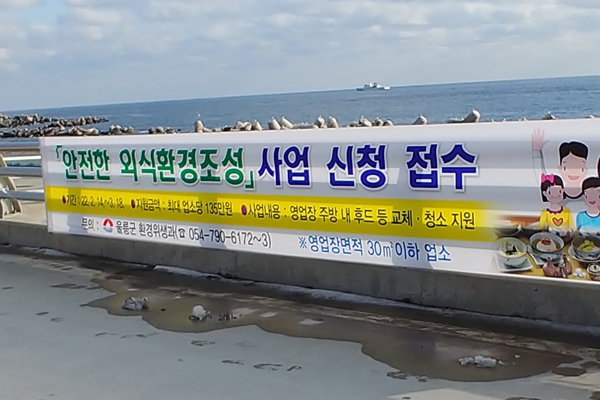 「안전한 외식환경조성」사업 신청 접수
●기간 : 22. 2. 14.~3. 18. ●지원금액 : 최대 업소당 135만원 ●사업내용 : 영업장 주방 내 후드 등 교체 · 청소 지원
문의 : 울릉군 환경위생과(☎ 054-790-6172~3) ※영업장면적 30㎡이하 업소